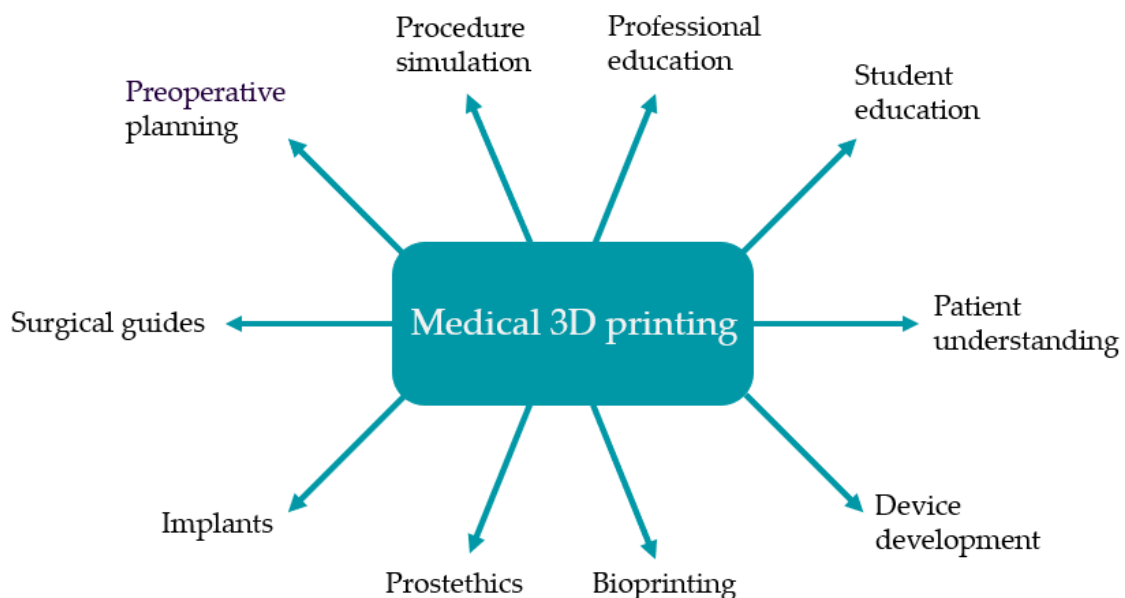 Procedure
simulation
Professional
education
Preoperative
planning
Student
education
Surgical guides
Medical 3D printing
Patient
understanding
Implants
Device
development
Prostethics
Bioprinting